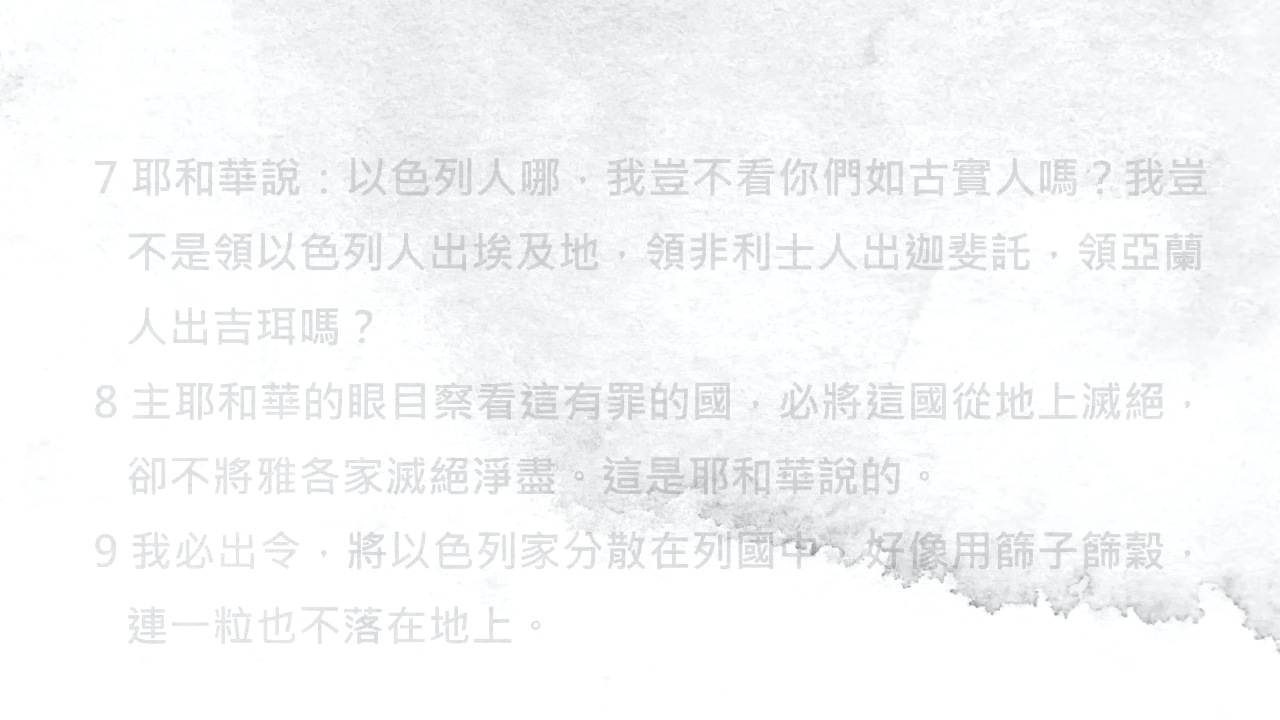 7 耶和華說：以色列人哪，我豈不看你們如古實人嗎？我豈
不是領以色列人出埃及地，領非利士人出迦斐託，領亞蘭
人出吉珥嗎？
8 主耶和華的眼目察看這有罪的國，必將這國從地上滅絕，
卻不將雅各家滅絕淨盡。這是耶和華說的。
9 我必出令，將以色列家分散在列國中，好像用篩子篩穀，
連一粒也不落在地上。